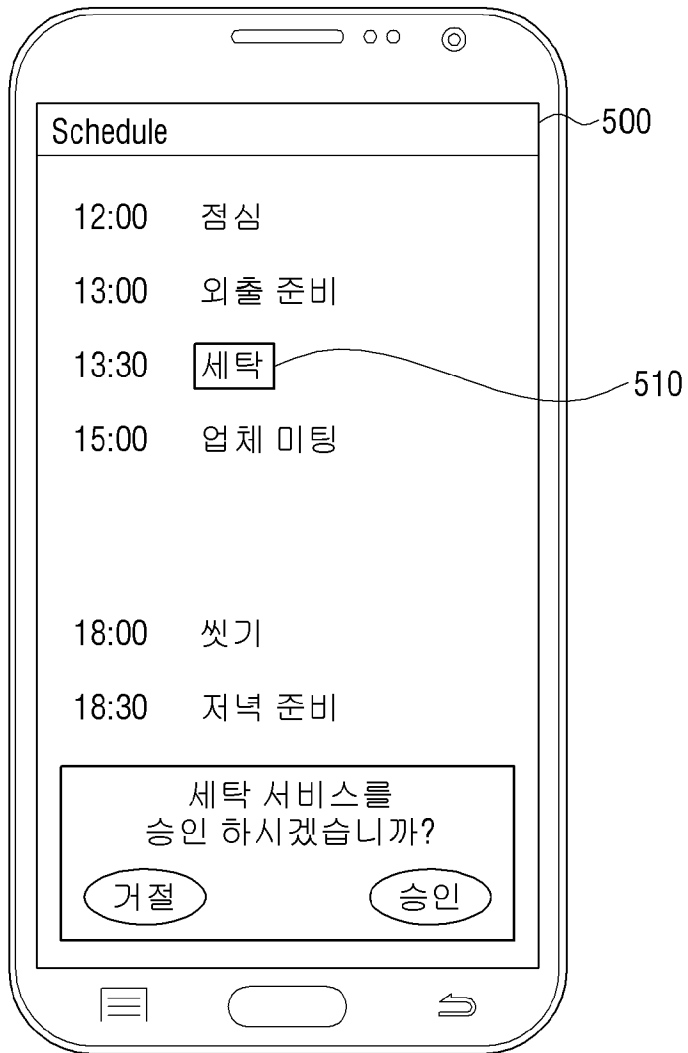 Schedule
500
12:00 점심
13:00 외출 준비
13:30 세탁
510
15:00 업체 미팅
18:00 씻기
18:30 저녁 준비
세탁 서비스를
승인 하시겠습니까?
거절 승인